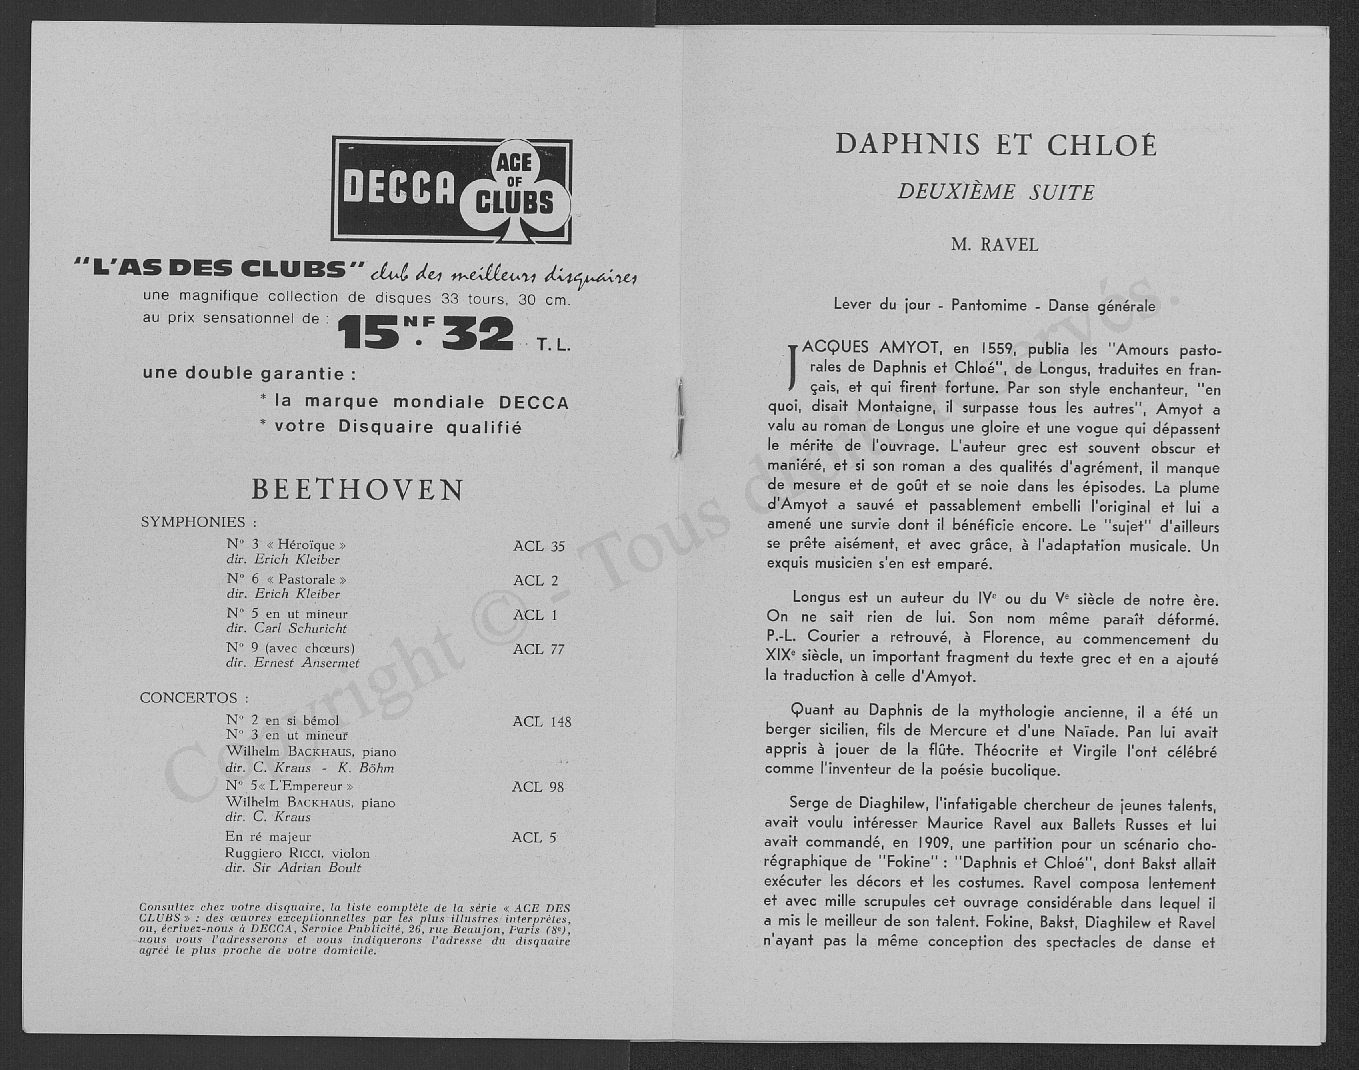 DECCA
ACE
OF
CLUBS
"L'AS DES CLUBS" club des meilleurs disquaires
une magnifique collection de disques 33 tours, 30 cm.
au prix sensationnel de : 15 NF. 32 T.L.
une double garantie :
* la marque mondiale DECCA
* votre Disquaire qualifié
BEETHOVEN
SYMPHONIES :
N° 3 « Héroïque » ACL 35
dir. Erich Kleiber
N° 6 « Pastorale » ACL 2
dir. Erich Kleiber
N° 5 en ut mineur ACL 1
dir. Carl Schuricht
N° 9 (avec chœurs) ACL 77
dir. Ernest Ansermet
CONCERTOS :
N° 2 en si bémol ACL 148
N° 3 en ut mineur
Wilhelm BACKHAUS, piano
dir. C. Kraus - K. Böhm
N° 5 « L'Empereur » ACL 98
Wilhelm BACKHAUS, piano
dir. C. Kraus
En ré majeur ACL 5
Ruggiero RICCI, violon
dir. Sir Adrian Boult
Consultez chez votre disquaire, la liste complète de la série « ACE DES
CLUBS » : des œuvres exceptionnelles par les plus illustres interprètes,
ou, écrivez-nous à DECCA, Service Publicité, 26, rue Beaujon, Paris (8e),
nous vous l'adresserons et vous indiquerons l'adresse du disquaire
agréé le plus proche de votre domicile.
DAPHNIS ET CHLOÉ
DEUXIÈME SUITE
M. RAVEL
Lever du jour - Pantomime - Danse générale
JACQUES AMYOT, en 1559, publia les "Amours pasto-
rales de Daphnis et Chloé", de Longus, traduites en fran-
çais, et qui firent fortune. Par son style enchanteur, "en
quoi, disait Montaigne, il surpasse tous les autres", Amyot a
valu au roman de Longus une gloire et une vogue qui dépassent
le mérite de l'ouvrage. L'auteur grec est souvent obscur et
maniéré, et si son roman a des qualités d'agrément, il manque
de mesure et de goût et se noie dans les épisodes. La plume
d'Amyot a sauvé et passablement embelli l'original et lui a
amené une survie dont il bénéficie encore. Le "sujet" d'ailleurs
se prête aisément, et avec grâce, à l'adaptation musicale. Un
exquis musicien s'en est emparé.
Longus est un auteur du IVe ou du Ve siècle de notre ère.
On ne sait rien de lui. Son nom même paraît déformé.
P.-L. Courier a retrouvé, à Florence, au commencement du
XIXe siècle, un important fragment du texte grec et en a ajouté
la traduction à celle d'Amyot.
Quant au Daphnis de la mythologie ancienne, il a été un
berger sicilien, fils de Mercure et d'une Naïade. Pan lui avait
appris à jouer de la flûte. Théocrite et Virgile l'ont célébré
comme l'inventeur de la poésie bucolique.
Serge de Diaghilew, l'infatigable chercheur de jeunes talents,
avait voulu intéresser Maurice Ravel aux Ballets Russes et lui
avait commandé, en 1909, une partition pour un scénario cho-
régraphique de "Fokine" : "Daphnis et Chloé", dont Bakst allait
exécuter les décors et les costumes. Ravel composa lentement
et avec mille scrupules cet ouvrage considérable dans lequel il
a mis le meilleur de son talent. Fokine, Bakst, Diaghilew et Ravel
n'ayant pas la même conception des spectacles de danse et
Copyright © - Tous droits réservés.